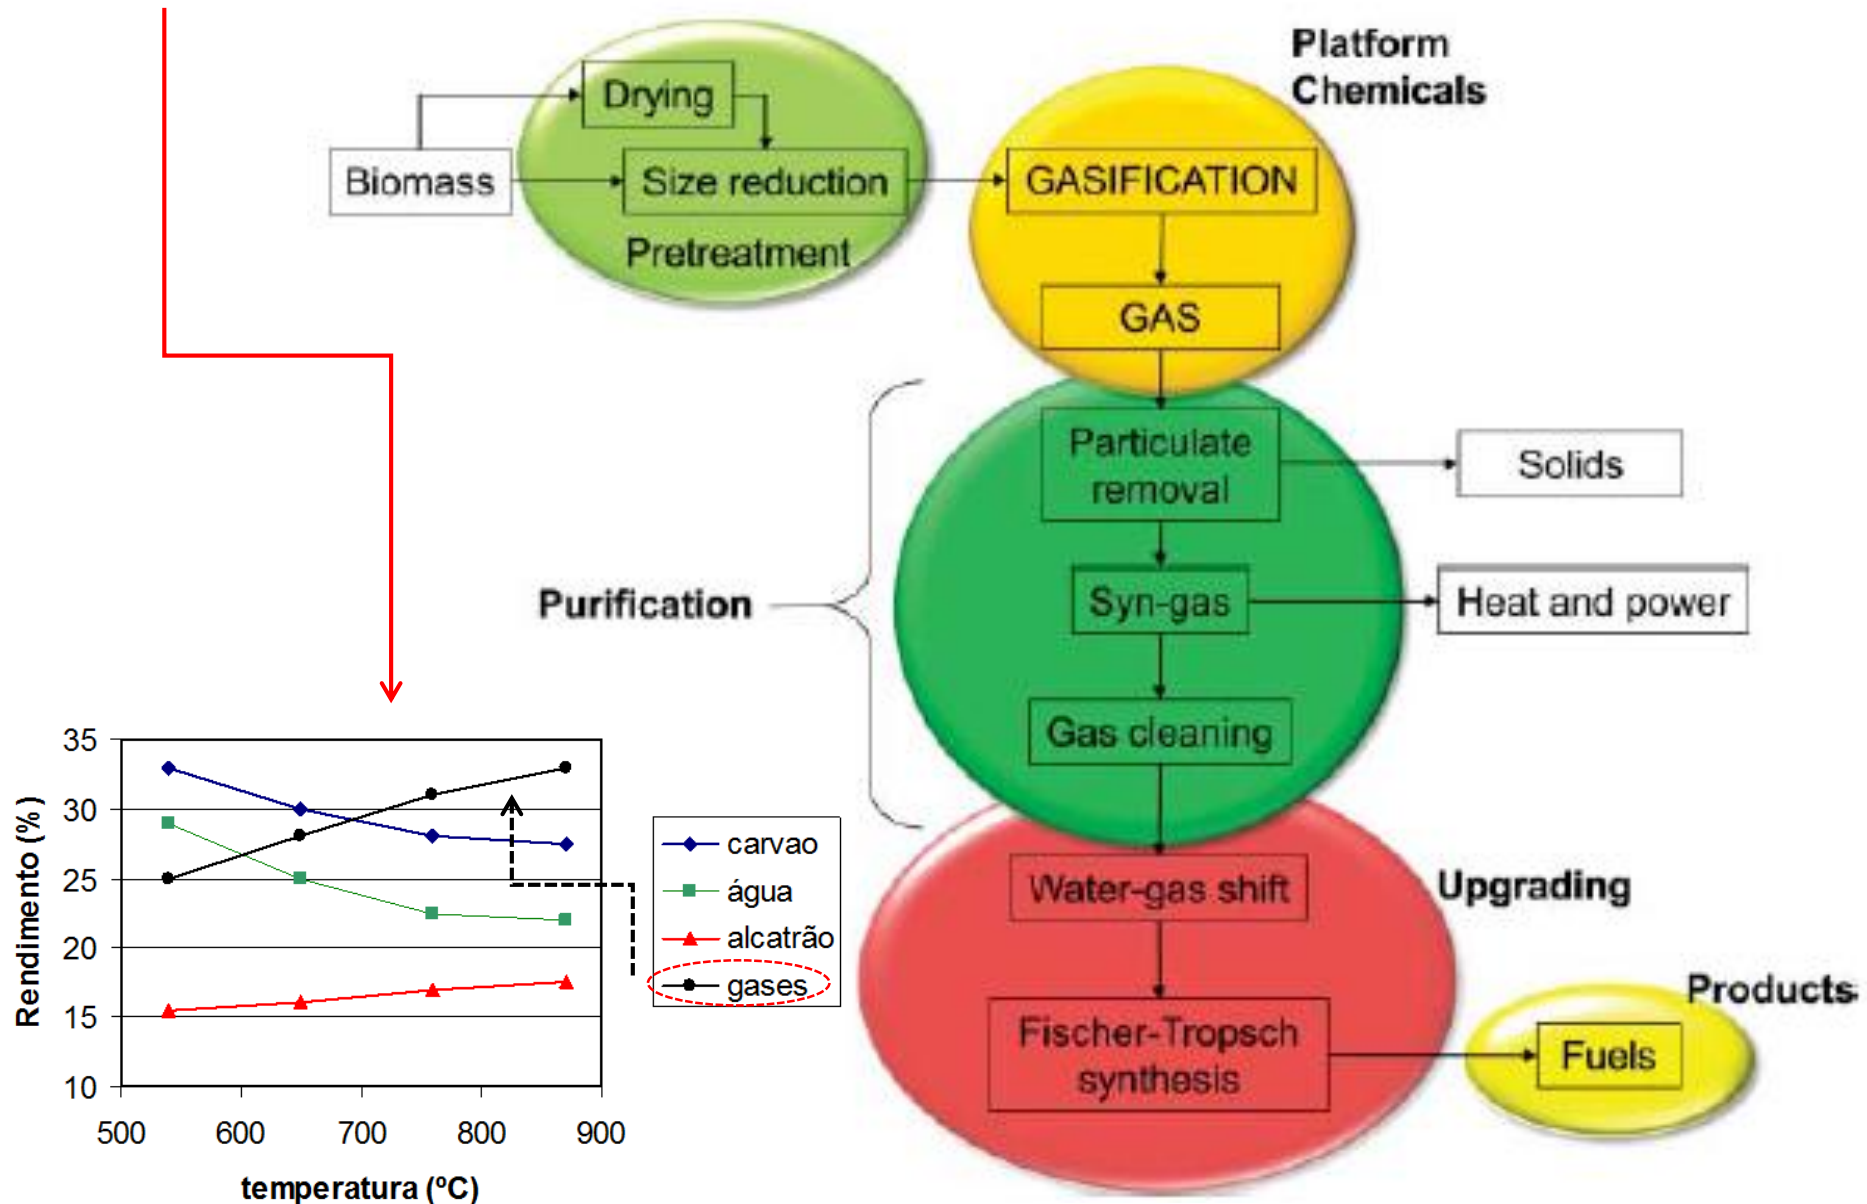 Platform
Chemicals
Drying
Biomass
Size reduction
GASIFICATION
Pretreatment
GAS
Particulate
removal
Solids
Purification
Syn-gas
Heat and power
Gas cleaning
Water-gas shift
Upgrading
Fischer-Tropsch
synthesis
Products
Fuels
Rendimento (%)
35
30
25
20
15
10
500
600
700
800
900
temperatura (ºC)
carvao
água
alcatrão
gases